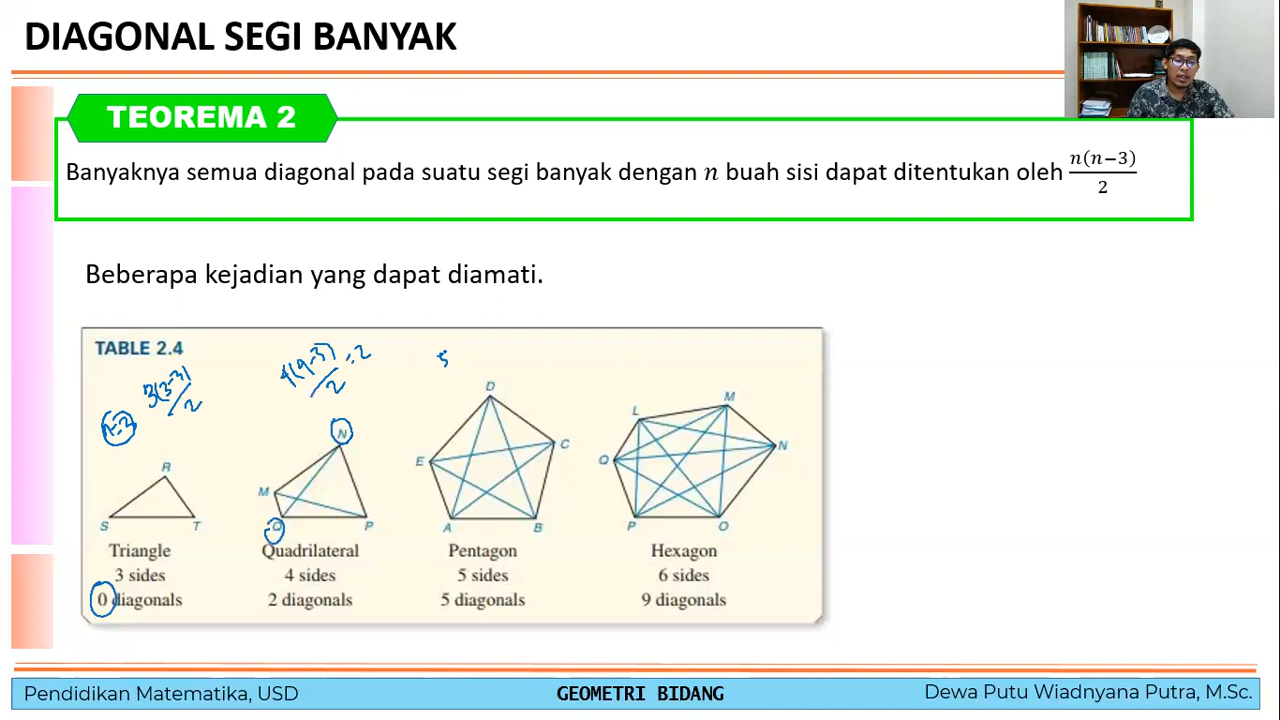 DIAGONAL SEGI BANYAK
TEOREMA 2
Banyaknya semua diagonal pada suatu segi banyak dengan n buah sisi dapat ditentukan oleh n(n−3)/2
Beberapa kejadian yang dapat diamati.
TABLE 2.4
n=3
3(3-3)/2
4(4-3)/2 = 2
5
R
S
T
N
M
Q
P
D
E
C
A
B
L
M
Q
N
P
O
Triangle
3 sides
0 diagonals
Quadrilateral
4 sides
2 diagonals
Pentagon
5 sides
5 diagonals
Hexagon
6 sides
9 diagonals
Pendidikan Matematika, USD
GEOMETRI BIDANG
Dewa Putu Wiadnyana Putra, M.Sc.